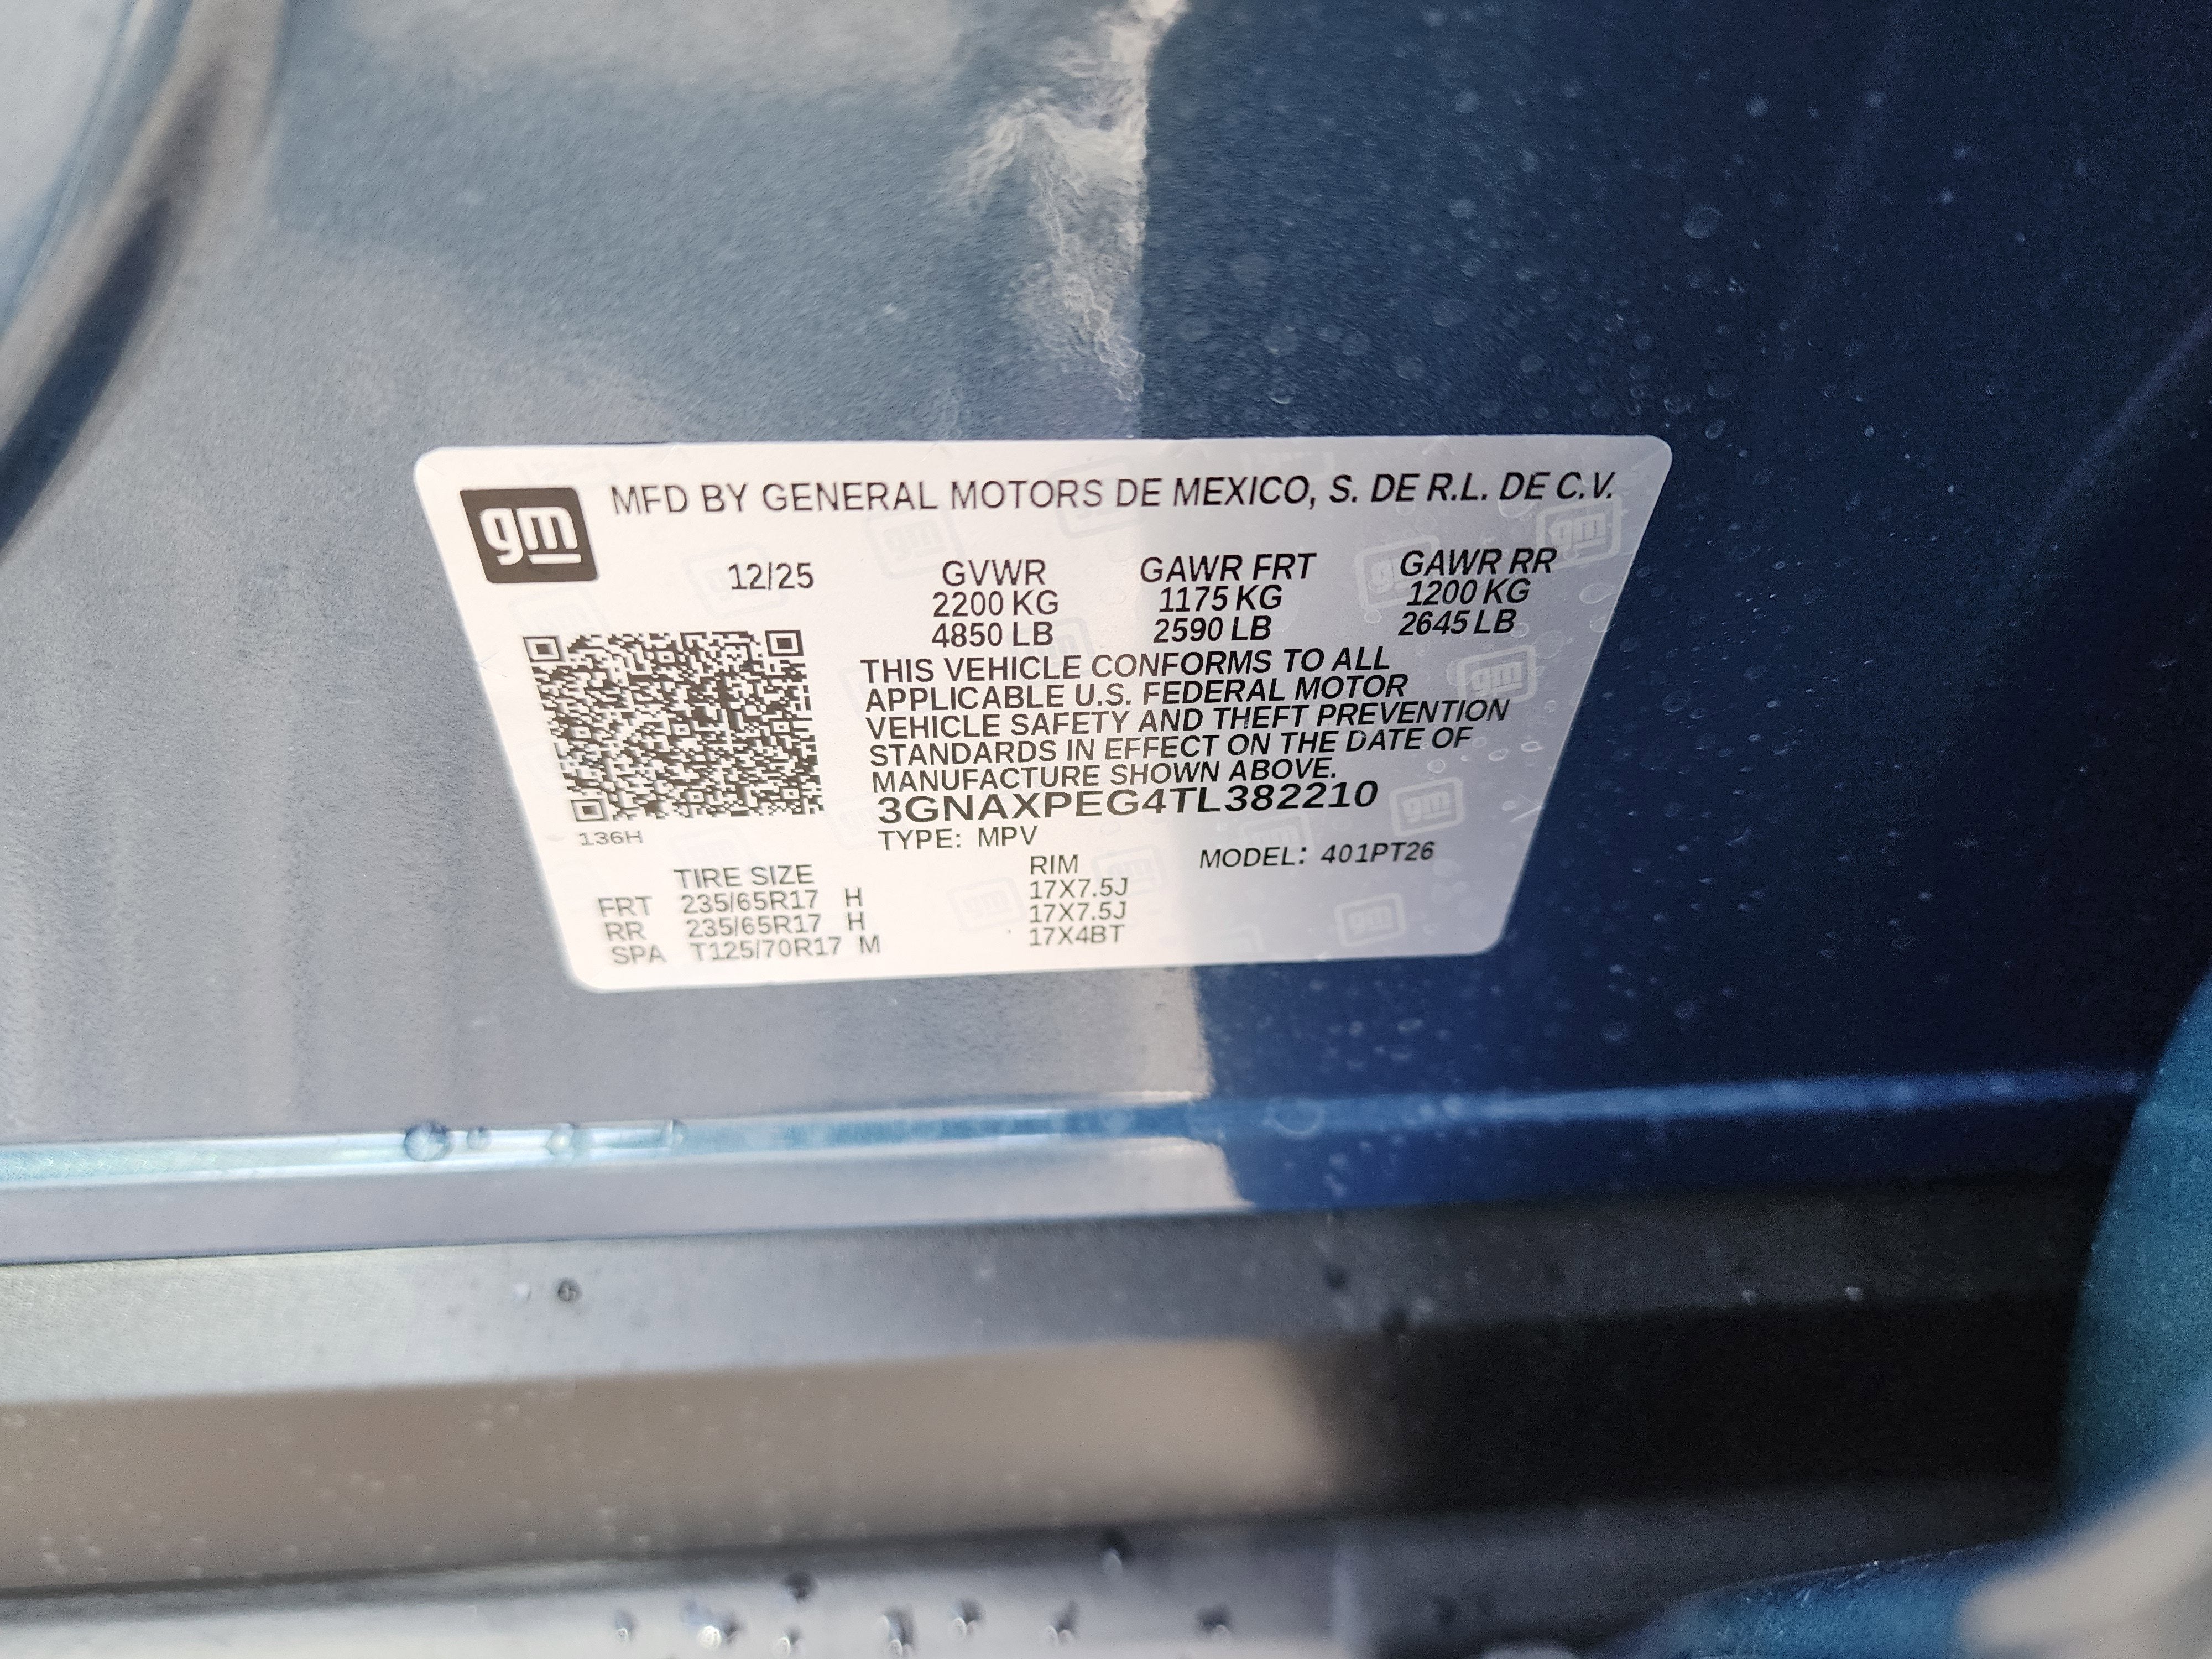 gm MFD BY GENERAL MOTORS DE MEXICO, S. DE R.L. DE C.V.
12/25 GVWR GAWR FRT GAWR RR
2200 KG 1175 KG 1200 KG
4850 LB 2590 LB 2645 LB
THIS VEHICLE CONFORMS TO ALL
APPLICABLE U.S. FEDERAL MOTOR
VEHICLE SAFETY AND THEFT PREVENTION
STANDARDS IN EFFECT ON THE DATE OF
MANUFACTURE SHOWN ABOVE.
3GNAXPEG4TL382210
136H TYPE: MPV
TIRE SIZE RIM MODEL: 401PT26
FRT 235/65R17 H 17X7.5J
RR 235/65R17 H 17X7.5J
SPA T125/70R17 M 17X4BT